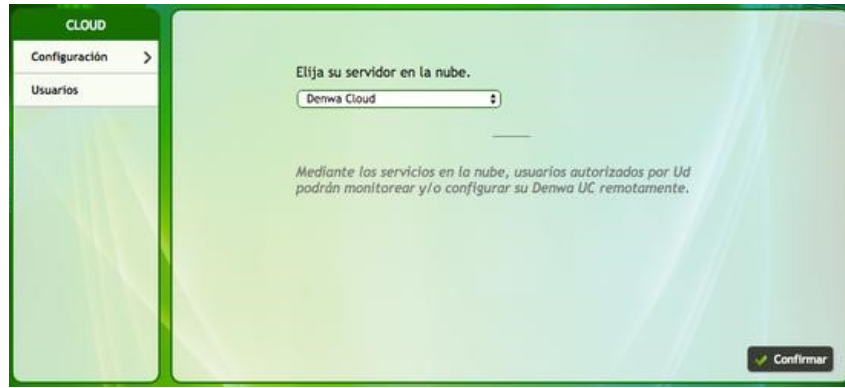 CLOUD
Configuración
Usuarios
Elija su servidor en la nube.
Denwa Cloud
Mediante los servicios en la nube, usuarios autorizados por Ud
podrán monitorear y/o configurar su Denwa UC remotamente.
Confirmar